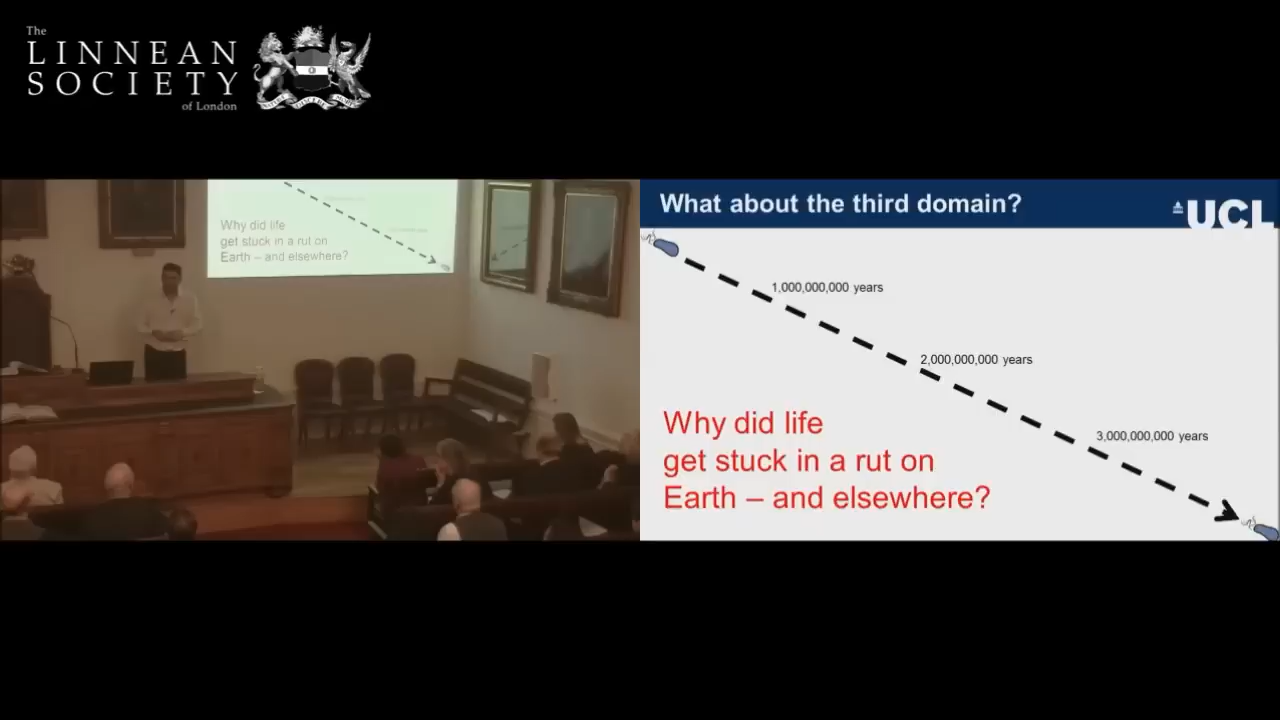 The
LINNEAN
SOCIETY
of London
Why did life
get stuck in a rut on
Earth – and elsewhere?
What about the third domain?
UCL
1,000,000,000 years
2,000,000,000 years
3,000,000,000 years
Why did life
get stuck in a rut on
Earth – and elsewhere?